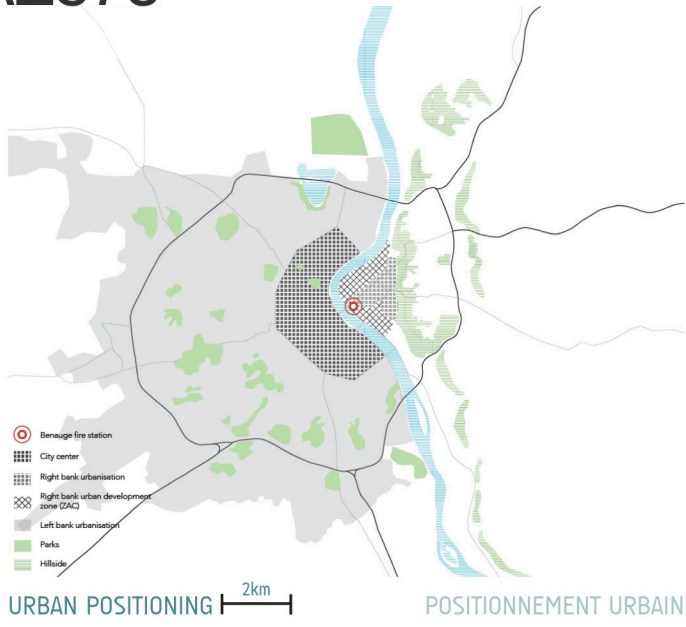 Benauge fire station
City center
Right bank urbanisation
Right bank urban development
zone (ZAC)
Left bank urbanisation
Parks
Hillside
URBAN POSITIONING
2km
POSITIONNEMENT URBAIN